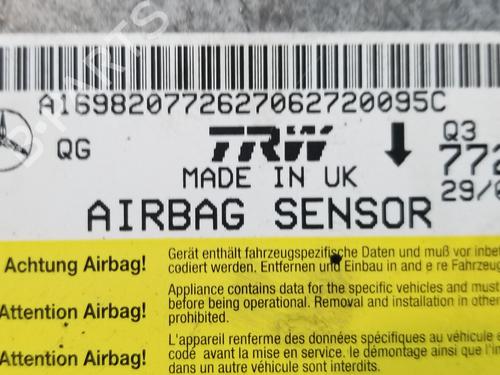 A169820772627062720095C
QG
TRW
Q3
MADE IN UK
772
29/0
AIRBAG SENSOR
Achtung Airbag!
Gerät enthält fahrzeugspezifische Daten und muß vor inbet
codiert werden. Entfernen und Einbau in and e re Fahrzeug
Attention Airbag!
Appliance contains data for the specific vehicles and must
before being operational. Removal and installation in other
prohibited.
Attention Airbag!
L'appareil renferme des données spécifiques au véhicule e
codé avant la mise en service. le démontage ainsi que l'in
dans un autre véhicule sont interdits.